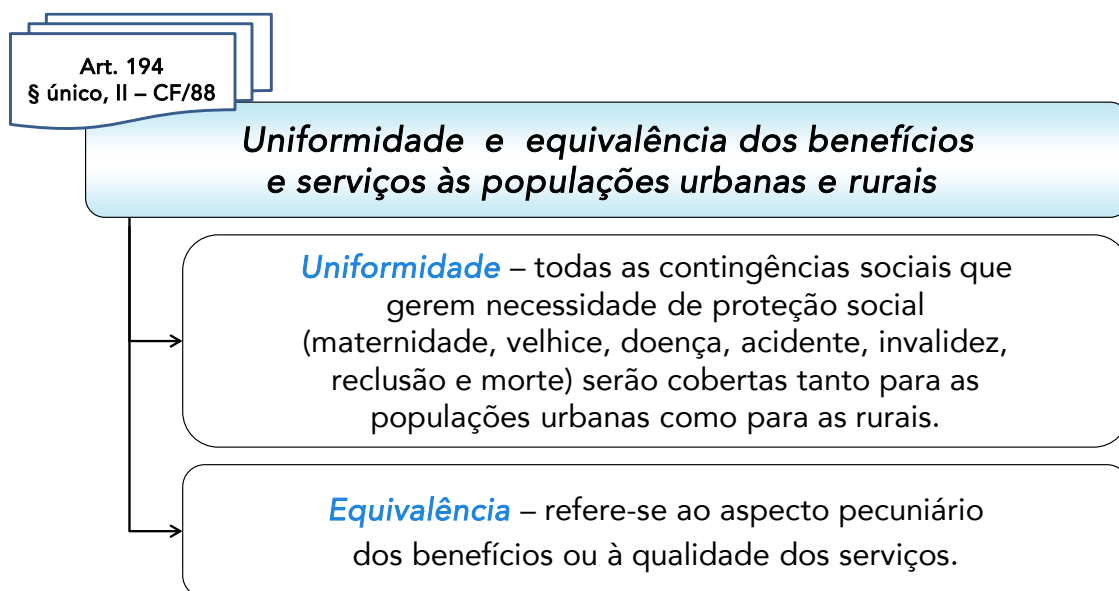 Art. 194
§ único, II – CF/88
Uniformidade e equivalência dos benefícios
e serviços às populações urbanas e rurais
Uniformidade – todas as contingências sociais que
gerem necessidade de proteção social
(maternidade, velhice, doença, acidente, invalidez,
reclusão e morte) serão cobertas tanto para as
populações urbanas como para as rurais.
Equivalência – refere-se ao aspecto pecuniário
dos benefícios ou à qualidade dos serviços.